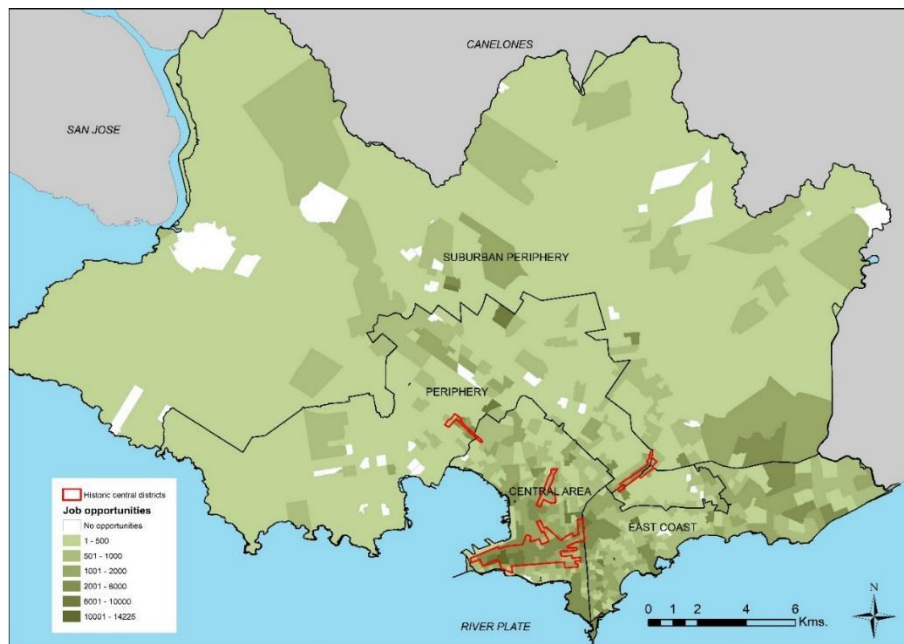 CANELONES
SAN JOSE
SUBURBAN PERIPHERY
PERIPHERY
CENTRAL AREA
EAST COAST
RIVER PLATE
Historic central districts
Job opportunities
No opportunities
1 - 500
501 - 1000
1001 - 2000
2001 - 6000
6001 - 10000
10001 - 14225
N
0 1 2 4 6
Kms.